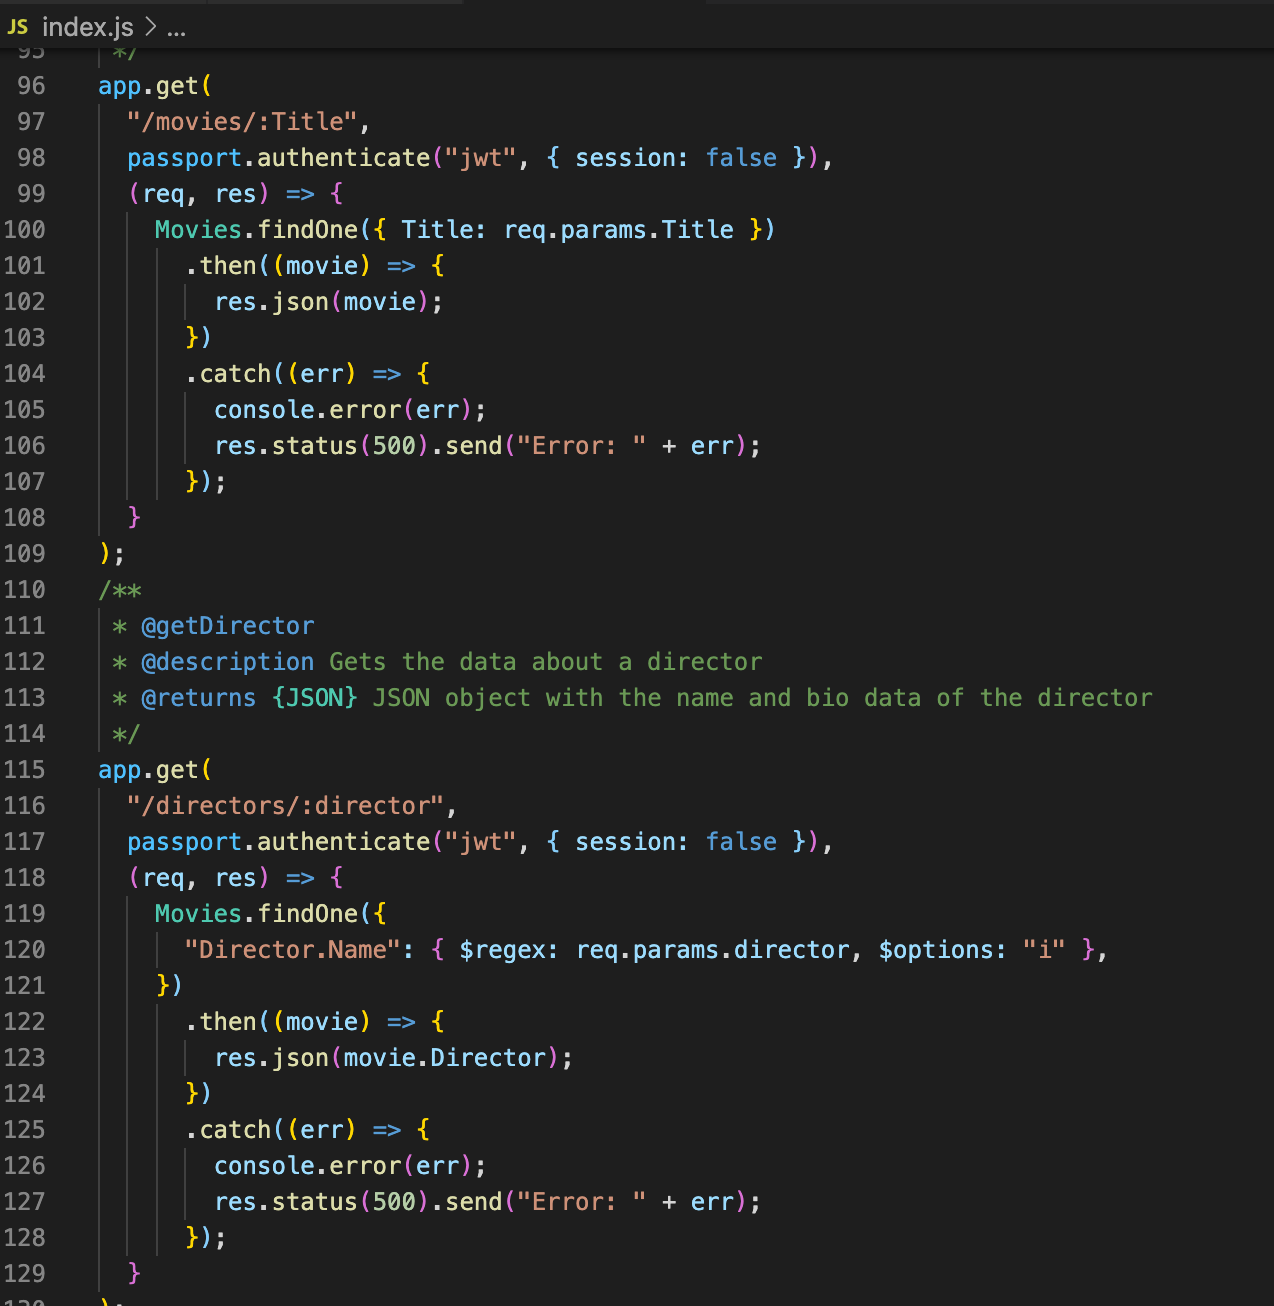 JS index.js > ...
95 */
96 app.get(
97 "/movies/:Title",
98 passport.authenticate("jwt", { session: false }),
99 (req, res) => {
100 Movies.findOne({ Title: req.params.Title })
101 .then((movie) => {
102 res.json(movie);
103 })
104 .catch((err) => {
105 console.error(err);
106 res.status(500).send("Error: " + err);
107 });
108 }
109 );
110 /**
111 * @getDirector
112 * @description Gets the data about a director
113 * @returns {JSON} JSON object with the name and bio data of the director
114 */
115 app.get(
116 "/directors/:director",
117 passport.authenticate("jwt", { session: false }),
118 (req, res) => {
119 Movies.findOne({
120 "Director.Name": { $regex: req.params.director, $options: "i" },
121 })
122 .then((movie) => {
123 res.json(movie.Director);
124 })
125 .catch((err) => {
126 console.error(err);
127 res.status(500).send("Error: " + err);
128 });
129 }
130 );